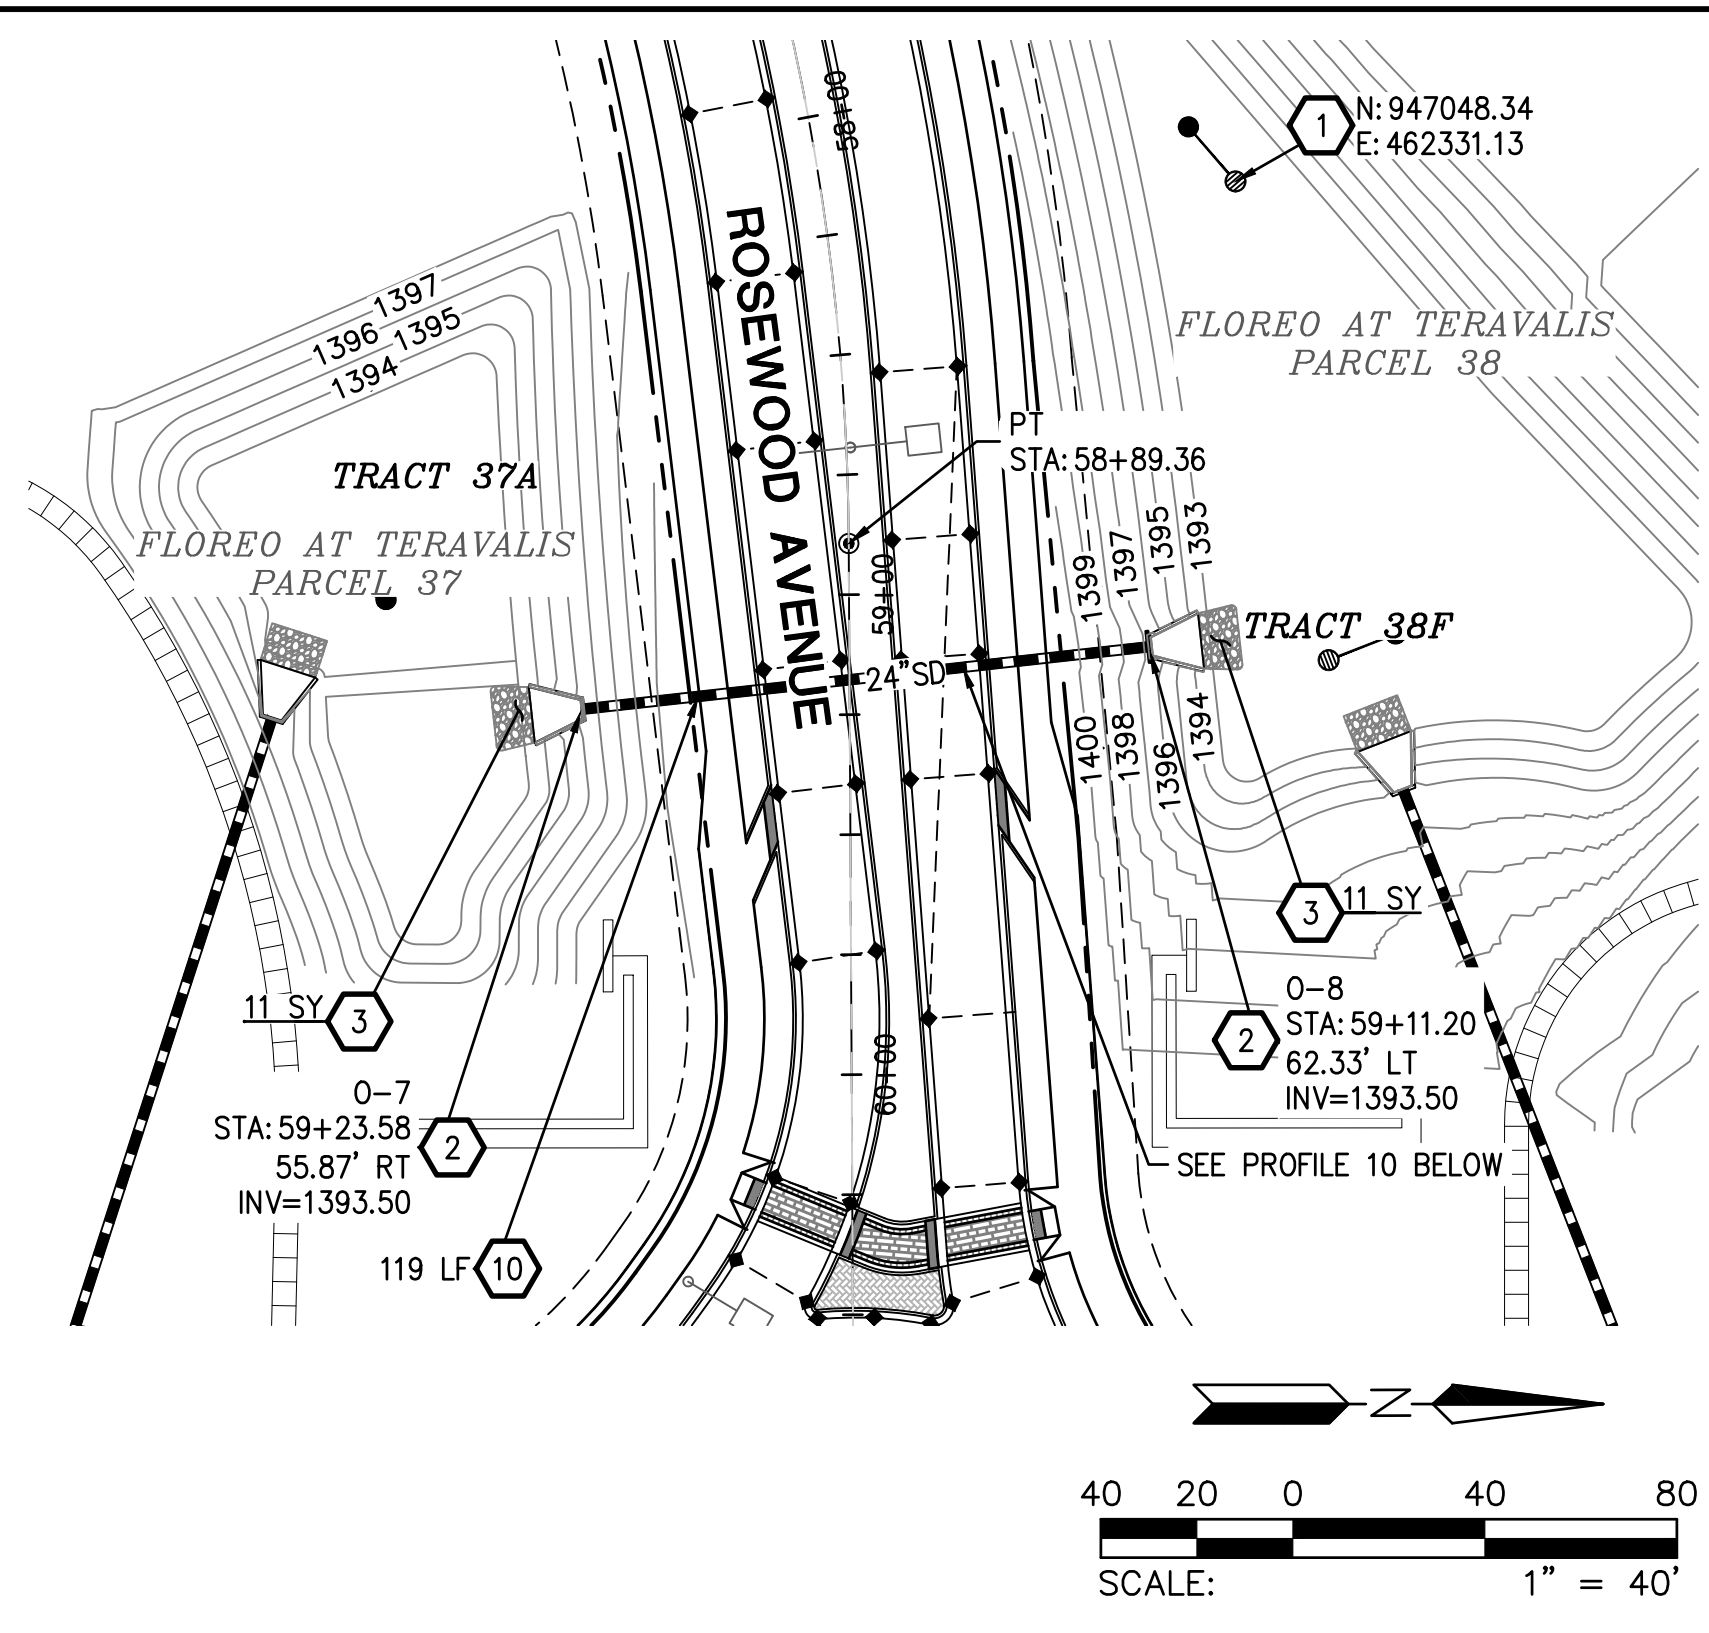 58+00
1
N: 947048.34
E: 462331.13
ROSEWOOD AVENUE
1397
1396
1395
1394
FLOREO AT TERAVALIS
PARCEL 38
PT
STA: 58+89.36
TRACT 37A
FLOREO AT TERAVALIS
PARCEL 37
59+00
1399
1397
1395
1393
TRACT 38F
24"SD
1400
1398
1396
1394
3
11 SY
11 SY
3
O-8
STA: 59+11.20
62.33' LT
INV=1393.50
2
60+00
O-7
STA: 59+23.58
55.87' RT
INV=1393.50
2
SEE PROFILE 10 BELOW
119 LF
10
N
40 20 0 40 80
SCALE: 1" = 40'